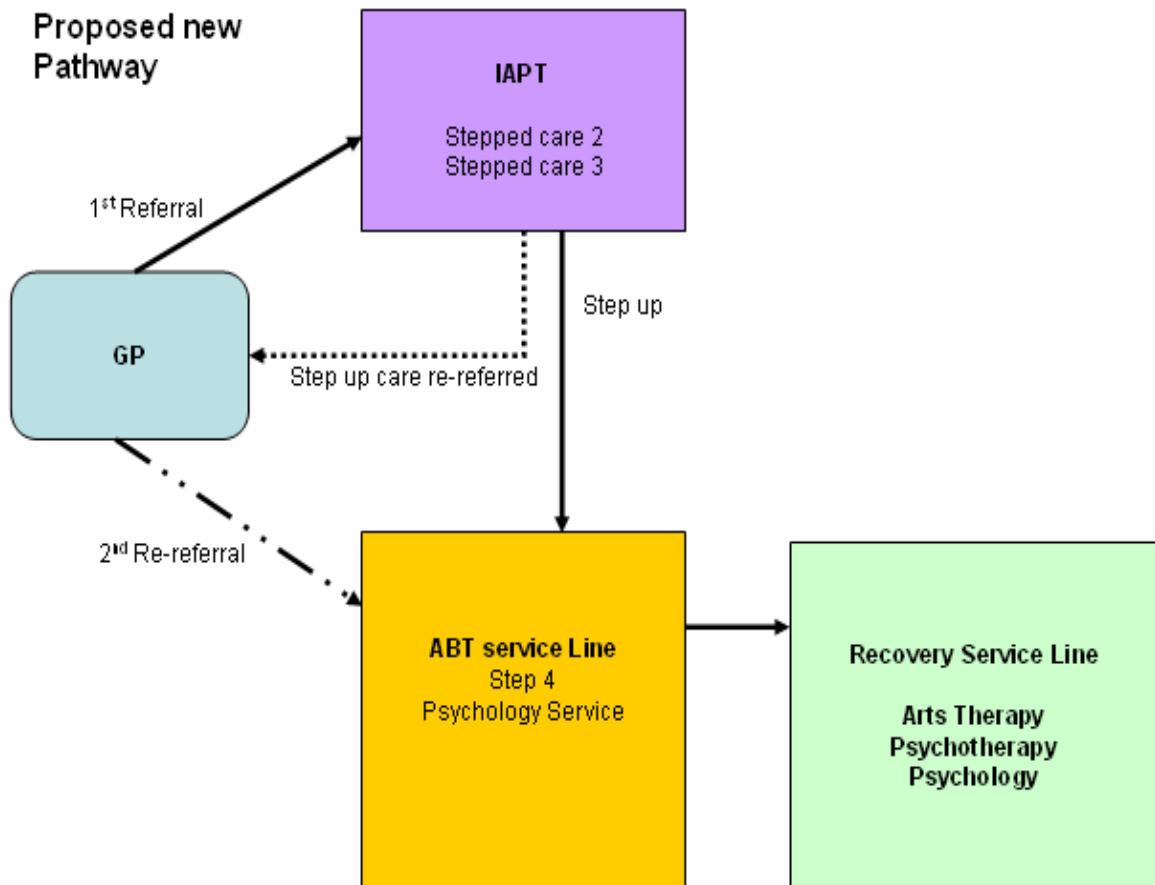 Proposed new
Pathway
IAPT
Stepped care 2
Stepped care 3
1st Referral
Step up
GP
Step up care re-referred
2nd Re-referral
ABT service Line
Step 4
Psychology Service
Recovery Service Line
Arts Therapy
Psychotherapy
Psychology